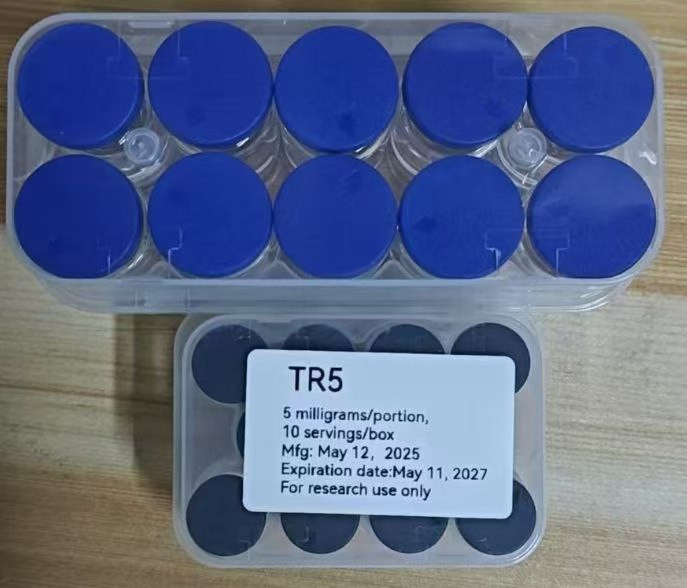 TR5
5 milligrams/portion,
10 servings/box
Mfg: May 12, 2025
Expiration date:May 11, 2027
For research use only